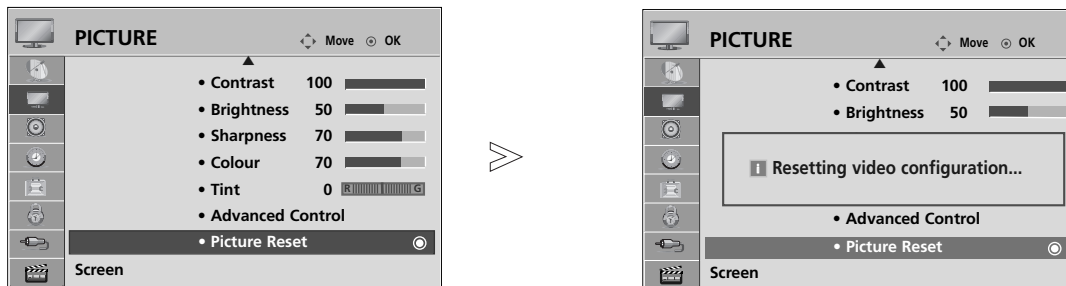 PICTURE
Move OK
• Contrast 100
• Brightness 50
• Sharpness 70
• Colour 70
• Tint 0 R G
• Advanced Control
• Picture Reset
Screen
PICTURE
Move OK
• Contrast 100
• Brightness 50
i Resetting video configuration...
• Advanced Control
• Picture Reset
Screen